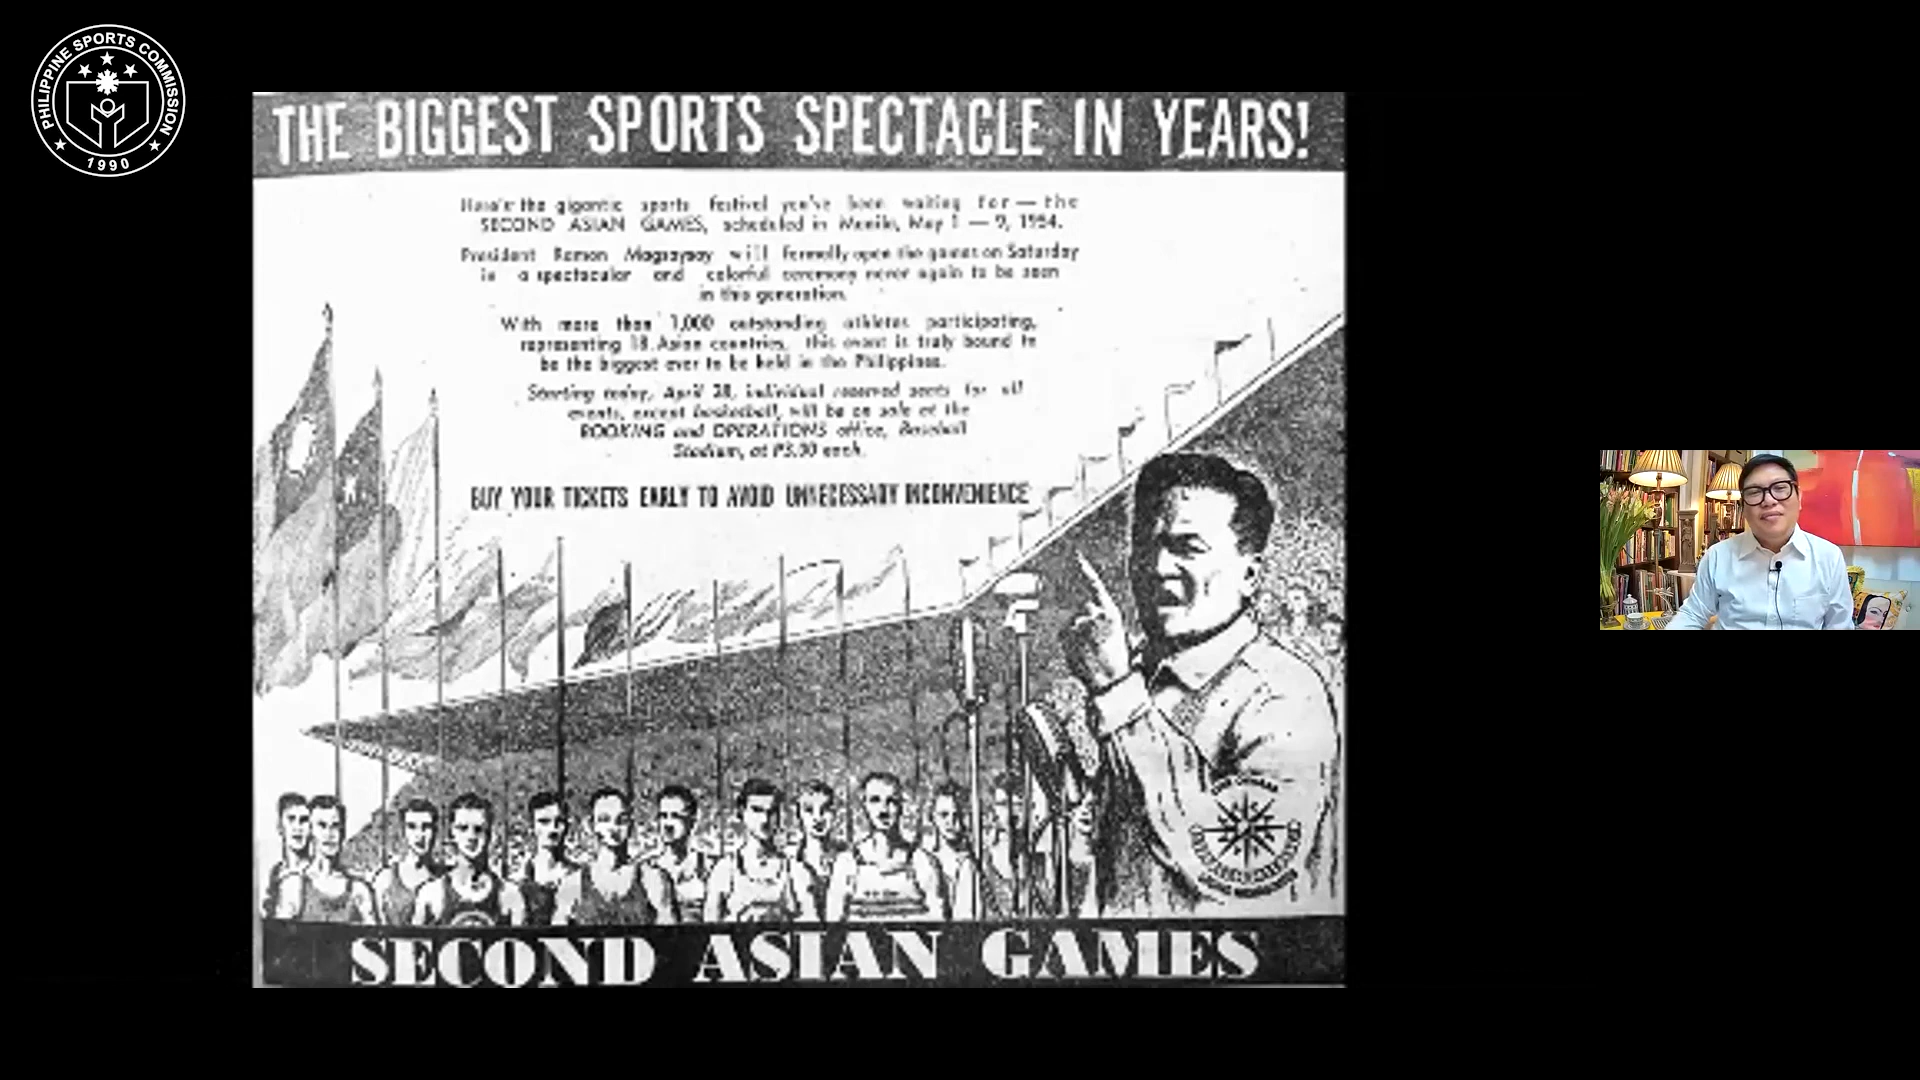 PHILIPPINE SPORTS COMMISSION
1990
THE BIGGEST SPORTS SPECTACLE IN YEARS!
Here's the gigantic sports festival you've been waiting for — the
SECOND ASIAN GAMES, scheduled in Manila, May 1 — 9, 1954.
President Ramon Magsaysay will formally open the games on Saturday
in a spectacular and colorful ceremony never again to be seen
in this generation.
With more than 1,000 outstanding athletes participating,
representing 18 Asian countries, this event is truly bound to
be the biggest ever to be held in the Philippines.
Starting today, April 28, individual reserved seats for all
events, except basketball, will be on sale at the
BOOKING and OPERATIONS office, Baseball
Stadium, at P5.00 each.
BUY YOUR TICKETS EARLY TO AVOID UNNECESSARY INCONVENIENCE
SECOND ASIAN GAMES